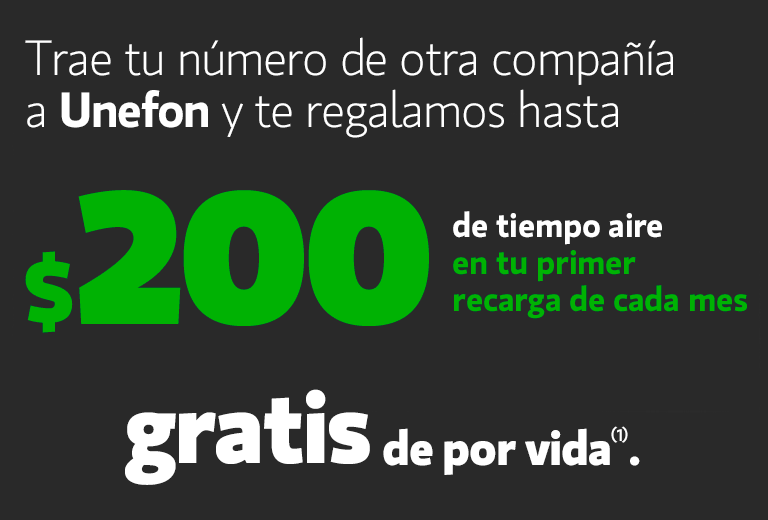 Trae tu número de otra compañía
a Unefon y te regalamos hasta
$200
de tiempo aire
en tu primer
recarga de cada mes
gratis de por vida(1).